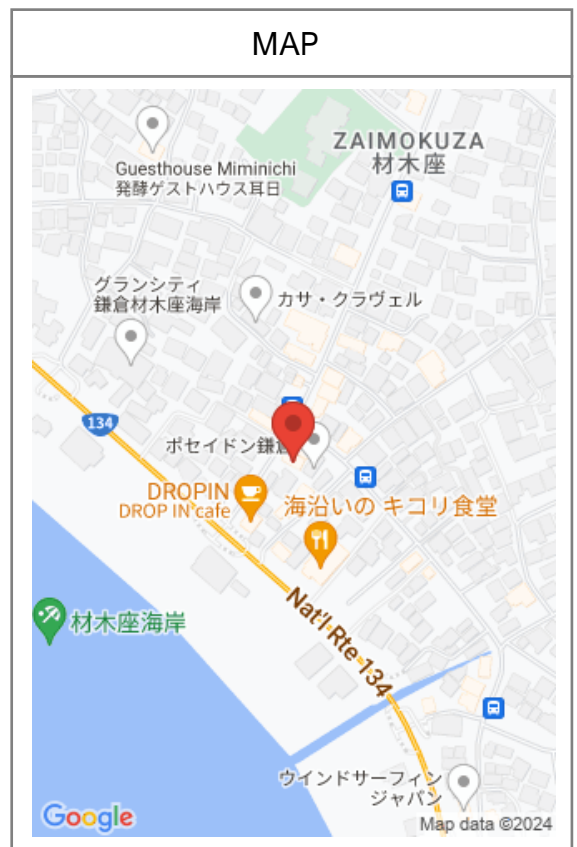 MAP
ZAIMOKUZA
材木座
Guesthouse Miminichi
発酵ゲストハウス耳日
グランシティ
鎌倉材木座海岸
カサ・クラヴェル
134
ポセイドン鎌倉
DROPIN
DROP IN cafe
海沿いの キコリ食堂
Nat'l Rte 134
材木座海岸
ウインドサーフィン
ジャパン
Google
Map data ©2024